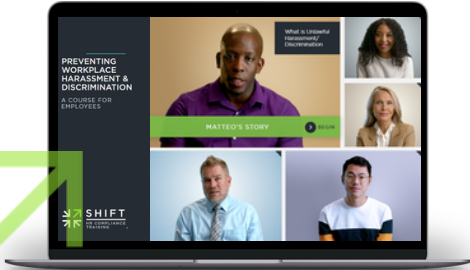 PREVENTING
WORKPLACE
HARASSMENT &
DISCRIMINATION
A COURSE FOR
EMPLOYEES
What is Unlawful
Harassment/
Discrimination
MATTEO'S STORY
BEGIN
SHIFT
HR COMPLIANCE
TRAINING